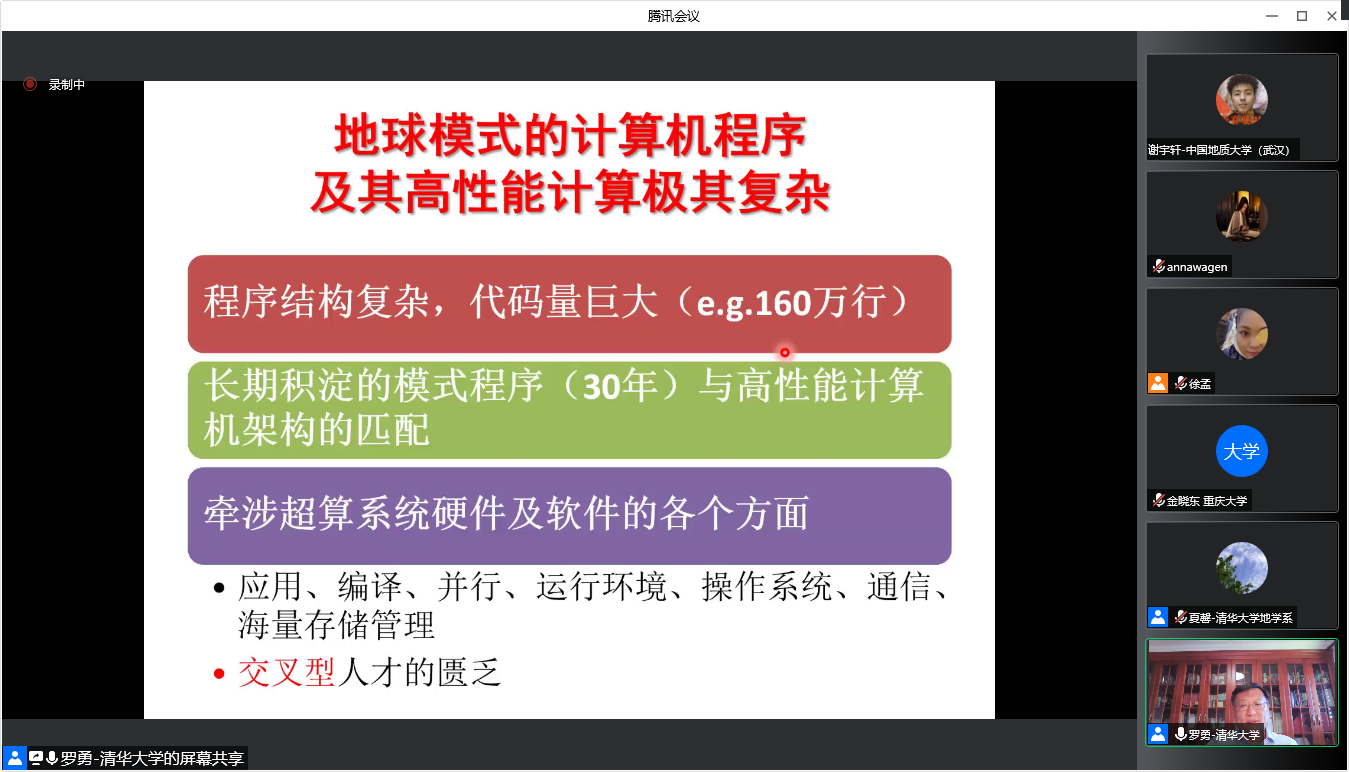 腾讯会议
录制中
地球模式的计算机程序
及其高性能计算极其复杂
程序结构复杂，代码量巨大（e.g.160万行）
长期积淀的模式程序（30年）与高性能计算
机架构的匹配
牵涉超算系统硬件及软件的各个方面
• 应用、编译、并行、运行环境、操作系统、通信、
海量存储管理
• 交叉型人才的匮乏
谢宇轩-中国地质大学（武汉）
annawagen
徐孟
大学
金晓东 重庆大学
夏馨-清华大学地学系
罗勇-清华大学
罗勇-清华大学的屏幕共享